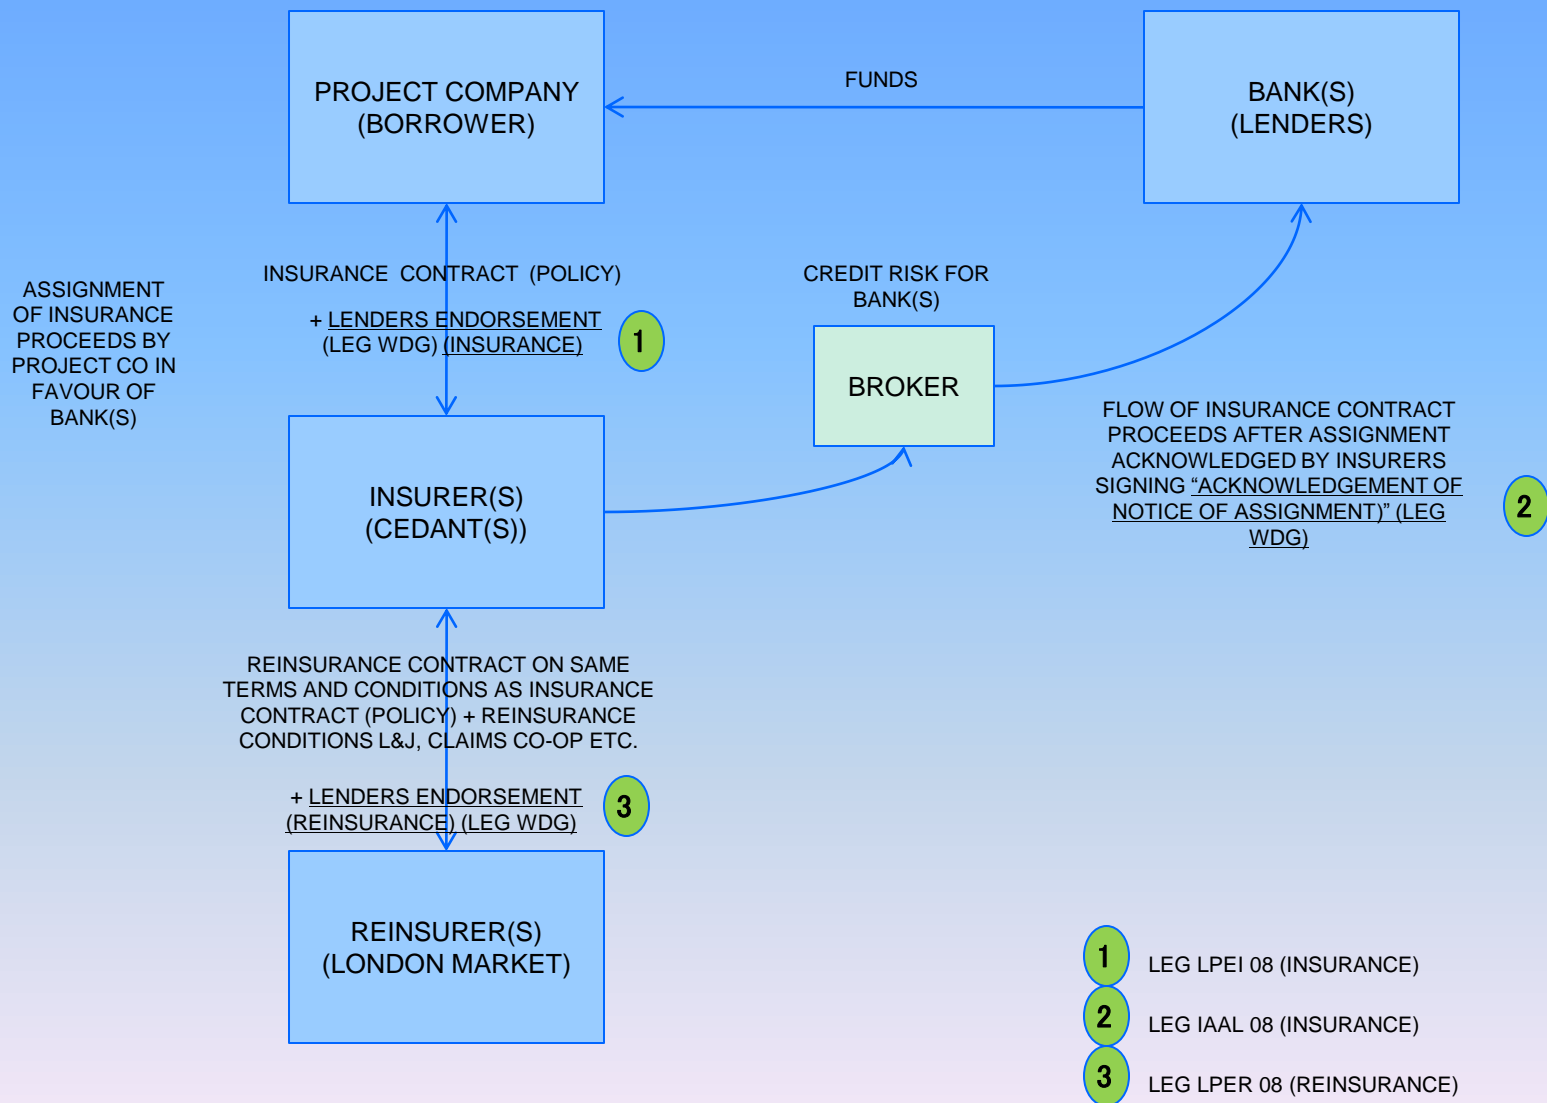 PROJECT COMPANY
(BORROWER)
FUNDS
BANK(S)
(LENDERS)
ASSIGNMENT
OF INSURANCE
PROCEEDS BY
PROJECT CO IN
FAVOUR OF
BANK(S)
INSURANCE CONTRACT (POLICY)
+ LENDERS ENDORSEMENT
(LEG WDG) (INSURANCE)
1
CREDIT RISK FOR
BANK(S)
BROKER
FLOW OF INSURANCE CONTRACT
PROCEEDS AFTER ASSIGNMENT
ACKNOWLEDGED BY INSURERS
SIGNING “ACKNOWLEDGEMENT OF
NOTICE OF ASSIGNMENT)” (LEG
WDG)
2
INSURER(S)
(CEDANT(S))
REINSURANCE CONTRACT ON SAME
TERMS AND CONDITIONS AS INSURANCE
CONTRACT (POLICY) + REINSURANCE
CONDITIONS L&J, CLAIMS CO-OP ETC.
+ LENDERS ENDORSEMENT
(REINSURANCE) (LEG WDG)
3
REINSURER(S)
(LONDON MARKET)
1 LEG LPEI 08 (INSURANCE)
2 LEG IAAL 08 (INSURANCE)
3 LEG LPER 08 (REINSURANCE)